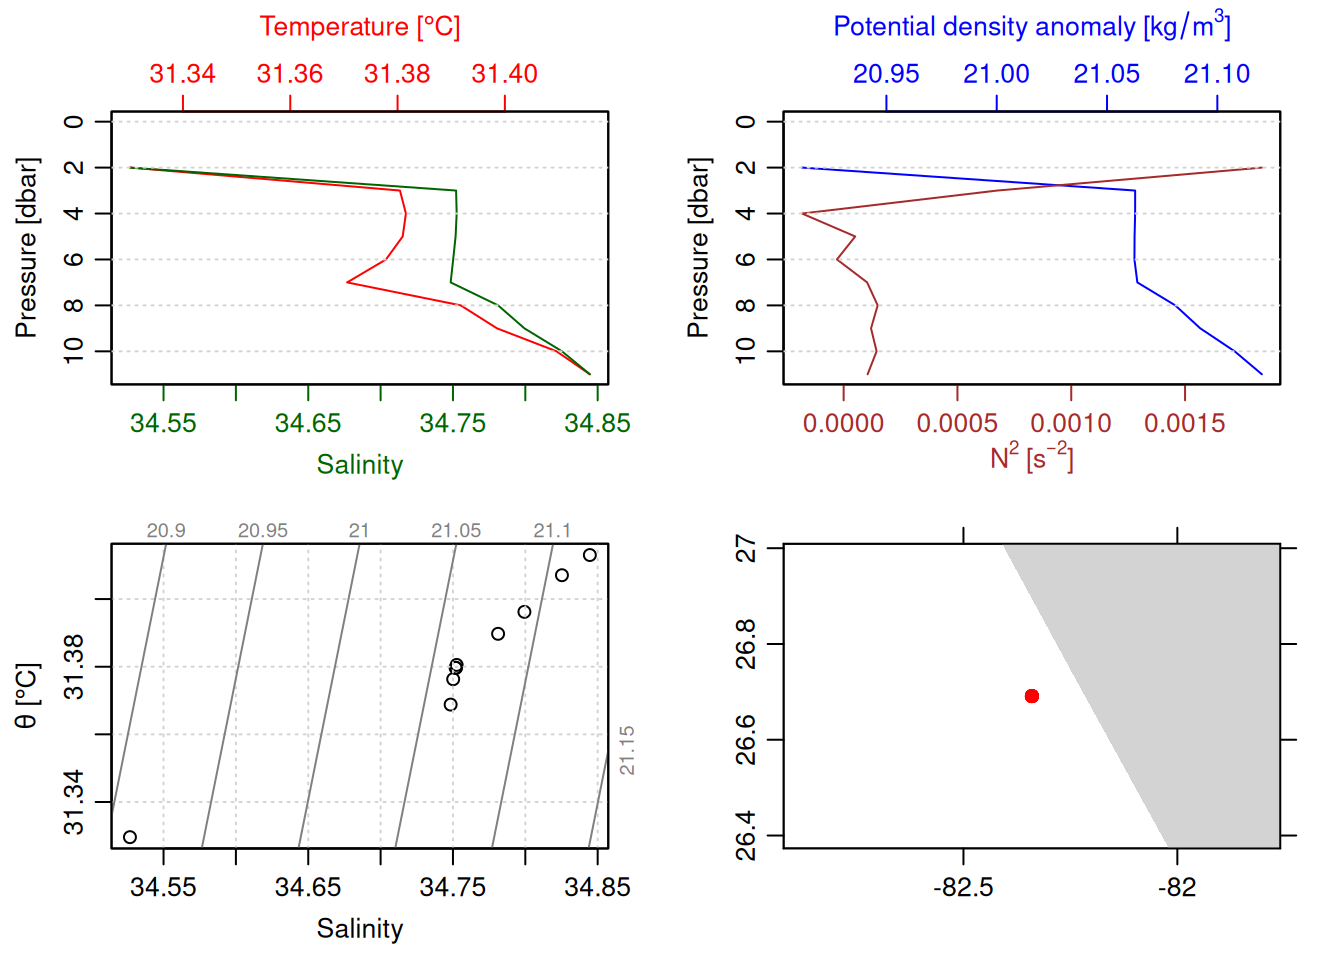 Temperature [°C]
31.34 31.36 31.38 31.40
Pressure [dbar]
0
2
4
6
8
10
34.55 34.65 34.75 34.85
Salinity
Potential density anomaly [kg/m³]
20.95 21.00 21.05 21.10
Pressure [dbar]
0
2
4
6
8
10
0.0000 0.0005 0.0010 0.0015
N² [s⁻²]
20.9 20.95 21 21.05 21.1
21.15
θ [°C]
31.38
31.34
34.55 34.65 34.75 34.85
Salinity
27
26.8
26.6
26.4
-82.5 -82